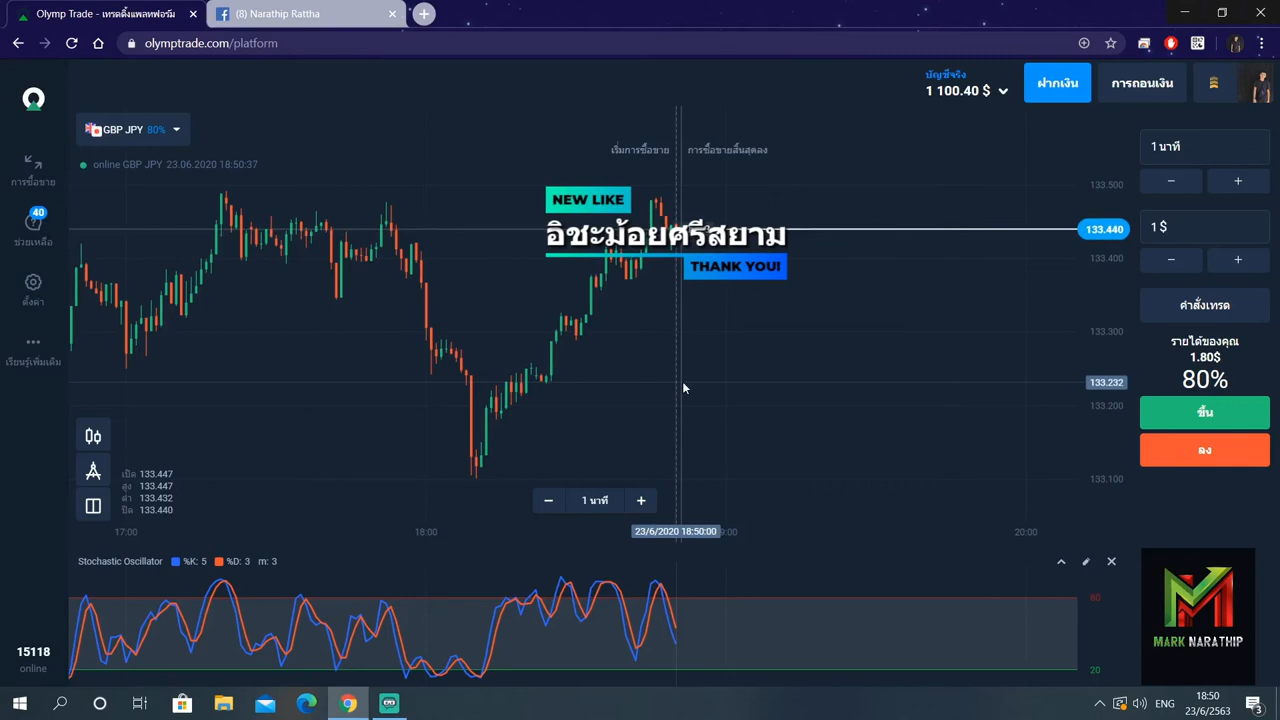 Olymp Trade - เทรดดิ้งแพลทฟอร์ม
(8) Narathip Rattha
olymptrade.com/platform
บัญชีจริง
1 100.40 $
ฝากเงิน
การถอนเงิน
GBP JPY 80%
online GBP JPY 23.06.2020 18:50:37
เริ่มการซื้อขาย
การซื้อขายสิ้นสุดลง
NEW LIKE
อิชะม้อยศรีสยาม
THANK YOU!
การซื้อขาย
40
ช่วยเหลือ
ตั้งค่า
เรียนรู้เพิ่มเติม
133.500
133.440
133.400
133.300
133.232
133.200
133.100
1 นาที
1 $
คำสั่งเทรด
รายได้ของคุณ
1.80$
80%
ขึ้น
ลง
เปิด 133.447
สูง 133.447
ต่ำ 133.432
ปิด 133.440
1 นาที
17:00
18:00
23/6/2020 18:50:00
20:00
Stochastic Oscillator %K: 5 %D: 3 m: 3
80
20
MARK NARATHIP
15118
online
ENG
18:50
23/6/2563
3